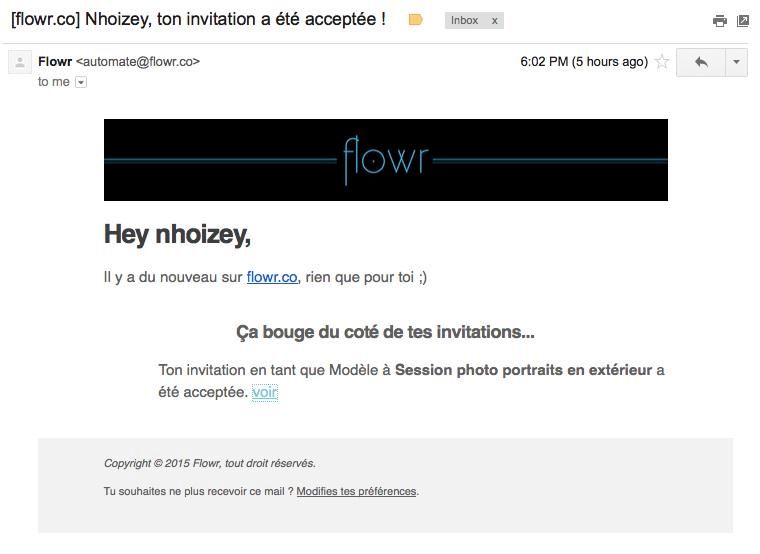 [flowr.co] Nhoizey, ton invitation a été acceptée !
Inbox x
Flowr <automate@flowr.co>
6:02 PM (5 hours ago)
to me
flowr
Hey nhoizey,
Il y a du nouveau sur flowr.co, rien que pour toi ;)
Ça bouge du coté de tes invitations...
Ton invitation en tant que Modèle à Session photo portraits en extérieur a
été acceptée. voir
Copyright © 2015 Flowr, tout droit réservés.
Tu souhaites ne plus recevoir ce mail ? Modifies tes préférences.